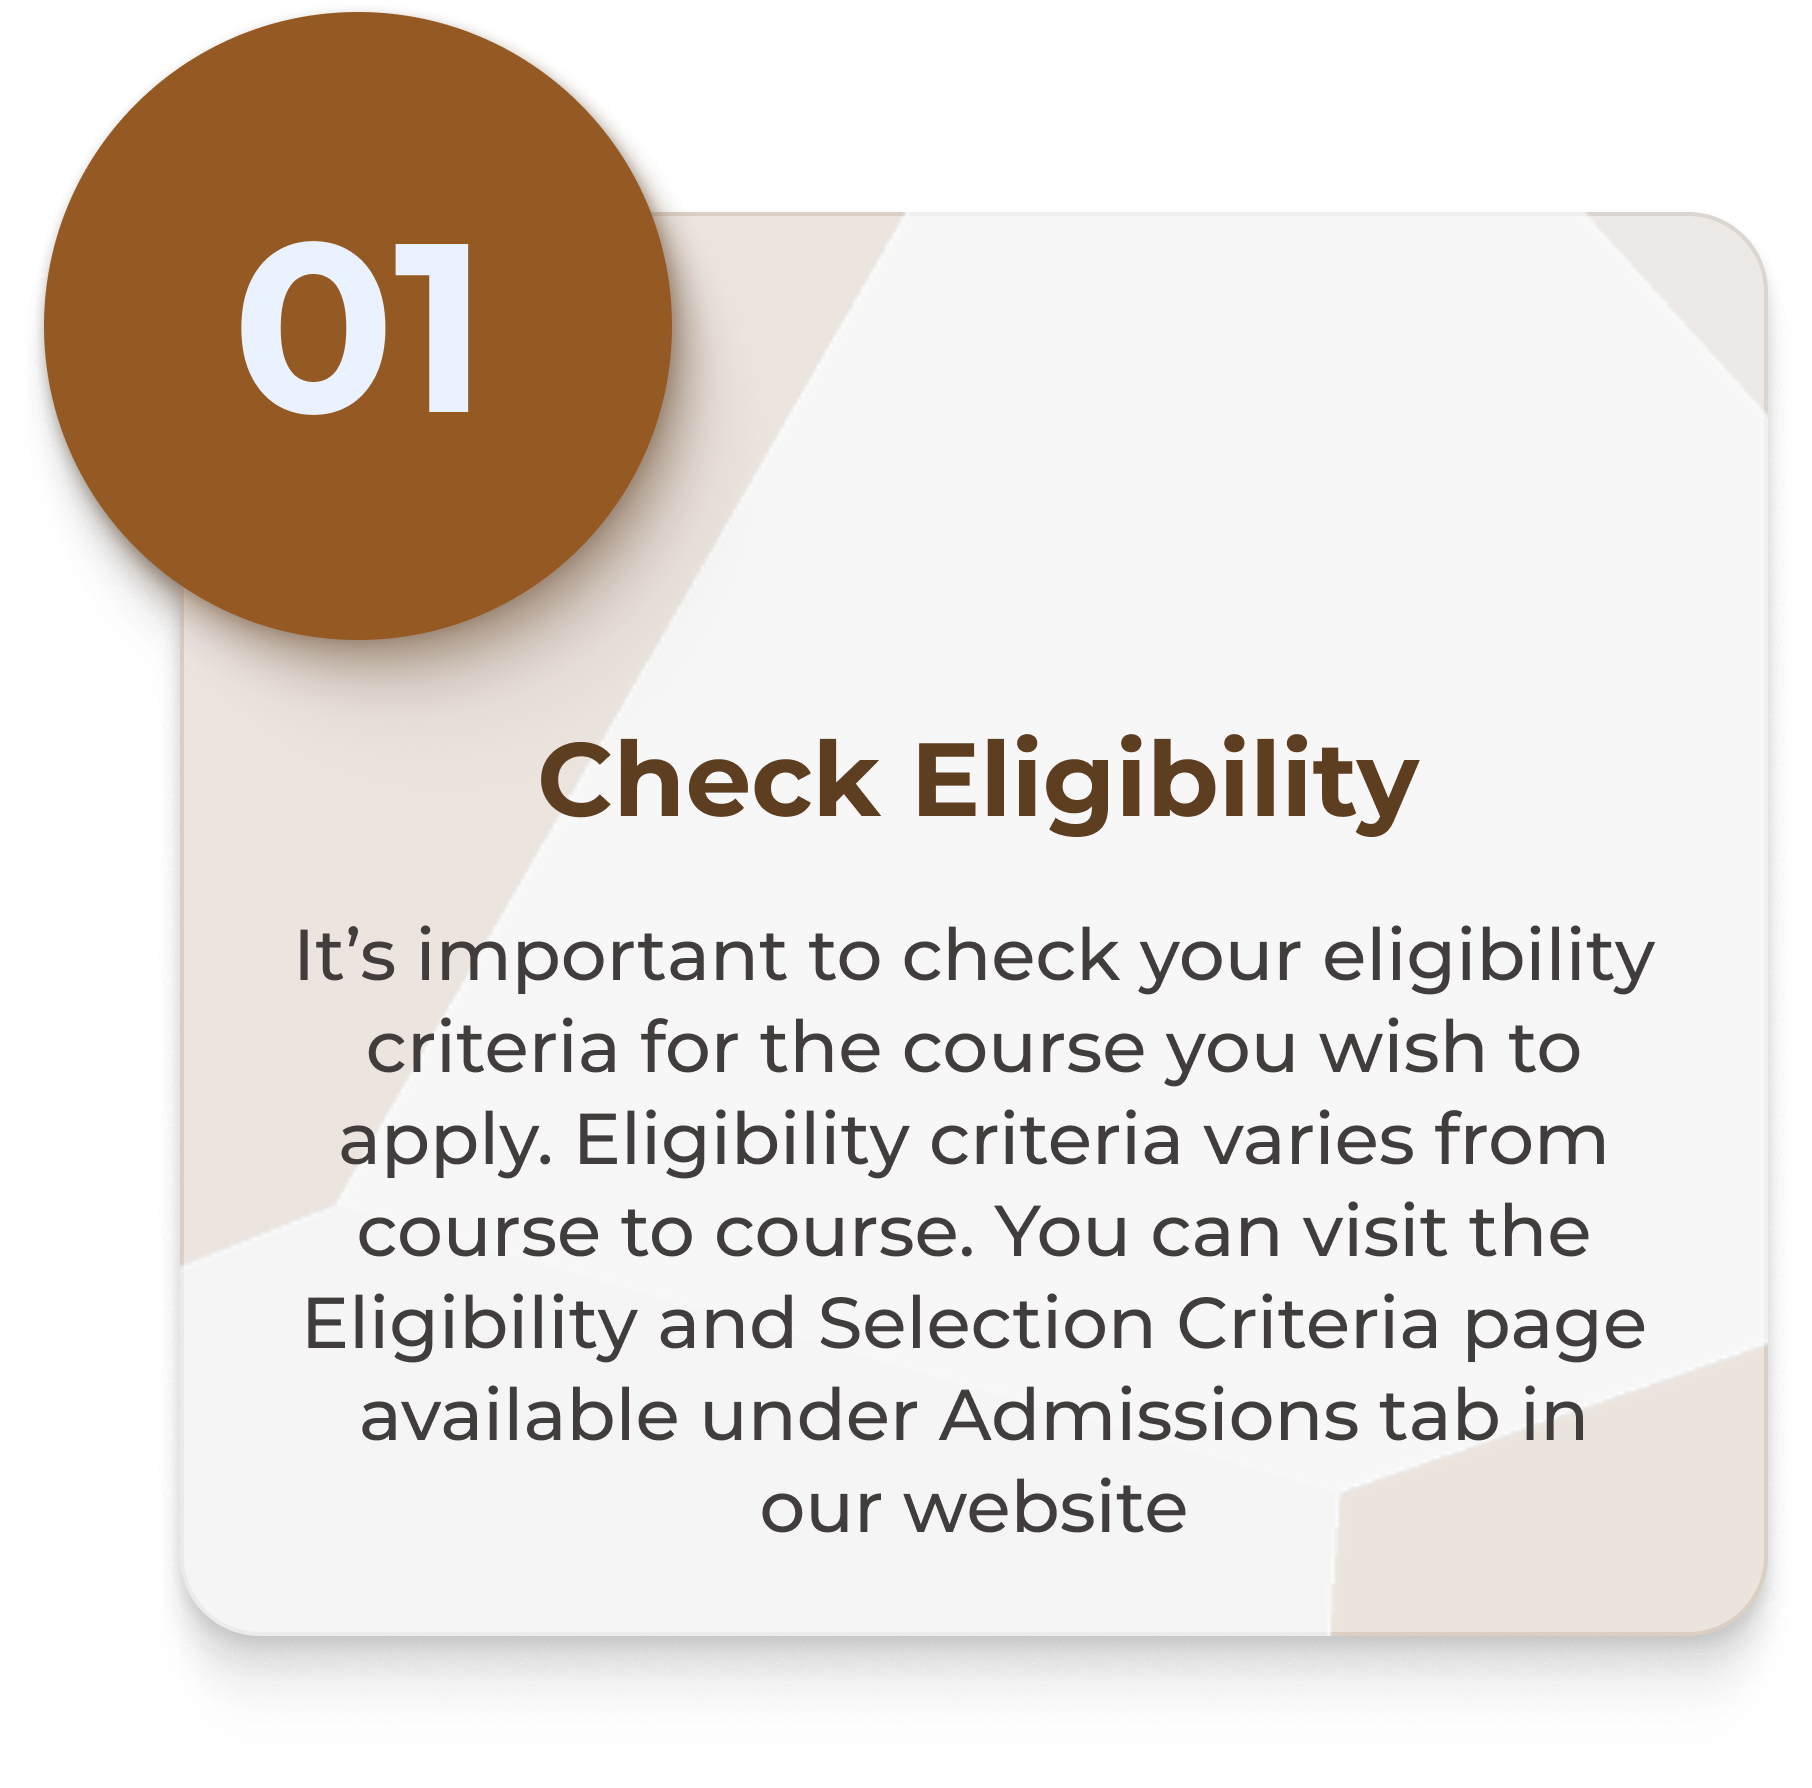 01
Check Eligibility
It’s important to check your eligibility
criteria for the course you wish to
apply. Eligibility criteria varies from
course to course. You can visit the
Eligibility and Selection Criteria page
available under Admissions tab in
our website